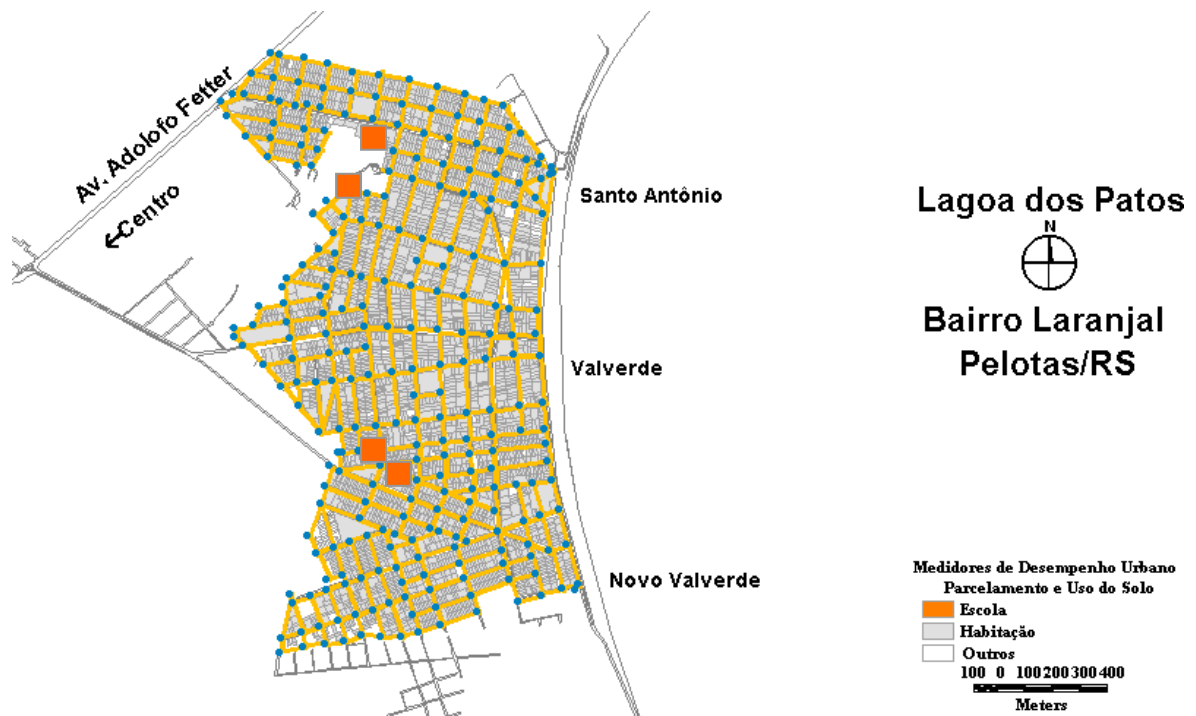 Av. Adolofo Fetter
←Centro
Santo Antônio
Valverde
Novo Valverde
Lagoa dos Patos
N
Bairro Laranjal
Pelotas/RS
Medidores de Desempenho Urbano
Parcelamento e Uso do Solo
Escola
Habitação
Outros
100 0 100 200 300 400
Meters